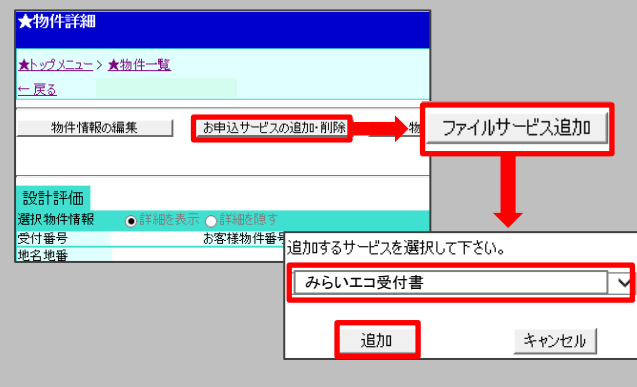 ★物件詳細
★トップメニュー > ★物件一覧
← 戻る
物件情報の編集 お申込サービスの追加・削除 物
ファイルサービス追加
設計評価
選択物件情報 詳細を表示 詳細を隠す
受付番号 お客様物件番号
地名地番
追加するサービスを選択して下さい。
みらいエコ受付書
追加 キャンセル